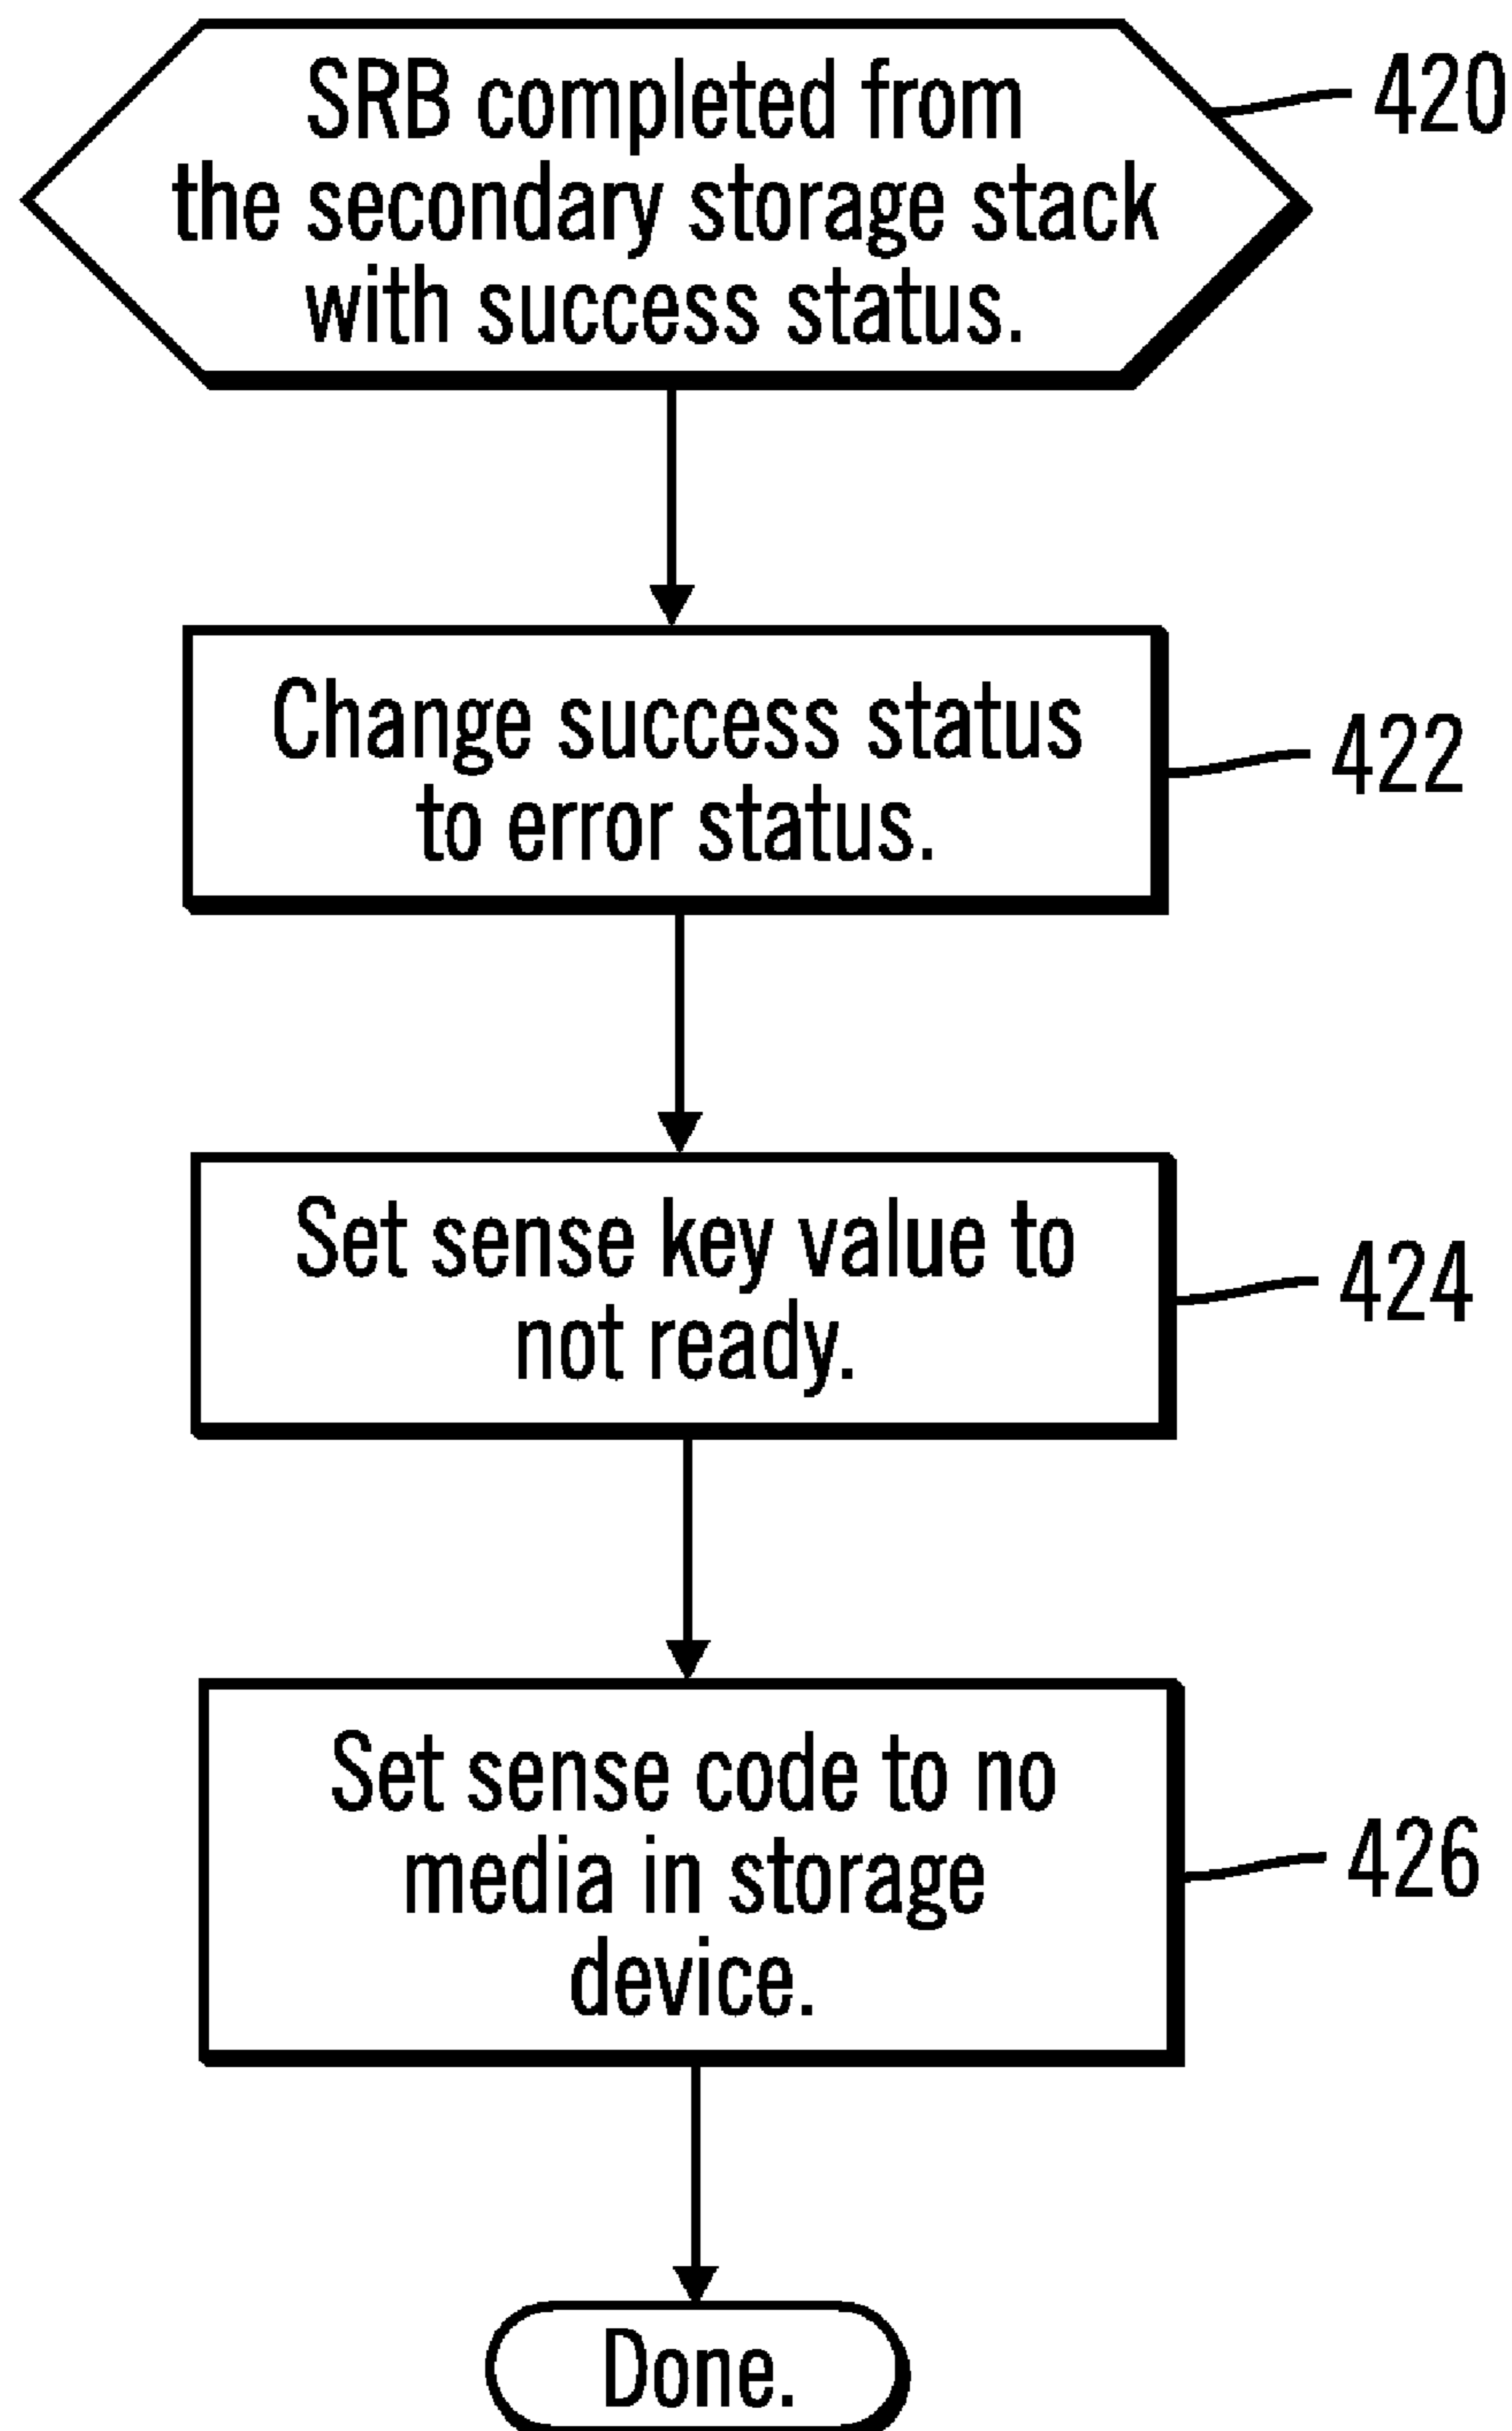 SRB completed from
the secondary storage stack
with success status.
420
Change success status
to error status.
422
Set sense key value to
not ready.
424
Set sense code to no
media in storage
device.
426
Done.